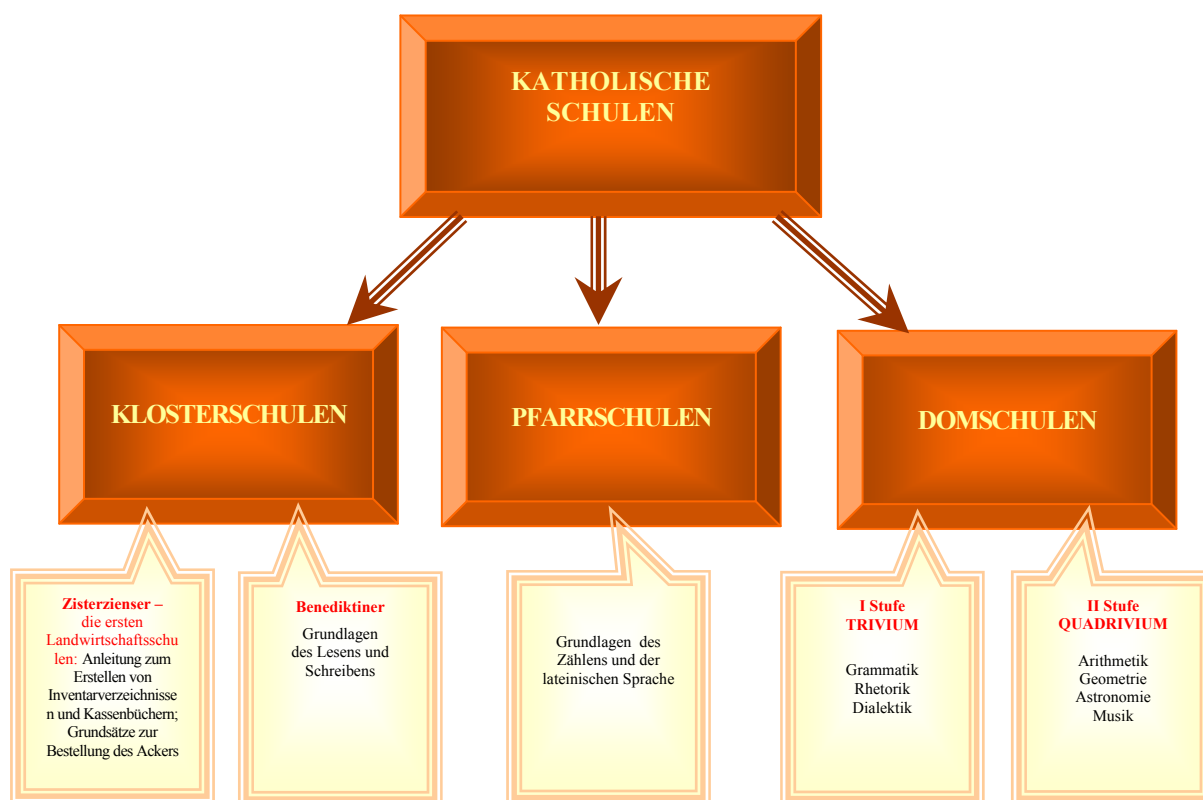 KATHOLISCHE
SCHULEN
KLOSTERSCHULEN
PFARRSCHULEN
DOMSCHULEN
Zisterzienser –
die ersten
Landwirtschaftsschu
len: Anleitung zum
Erstellen von
Inventarverzeichnisse
n und Kassenbüchern;
Grundsätze zur
Bestellung des Ackers
Benediktiner
Grundlagen
des Lesens und
Schreibens
Grundlagen des
Zählens und der
lateinischen Sprache
I Stufe
TRIVIUM
Grammatik
Rhetorik
Dialektik
II Stufe
QUADRIVIUM
Arithmetik
Geometrie
Astronomie
Musik